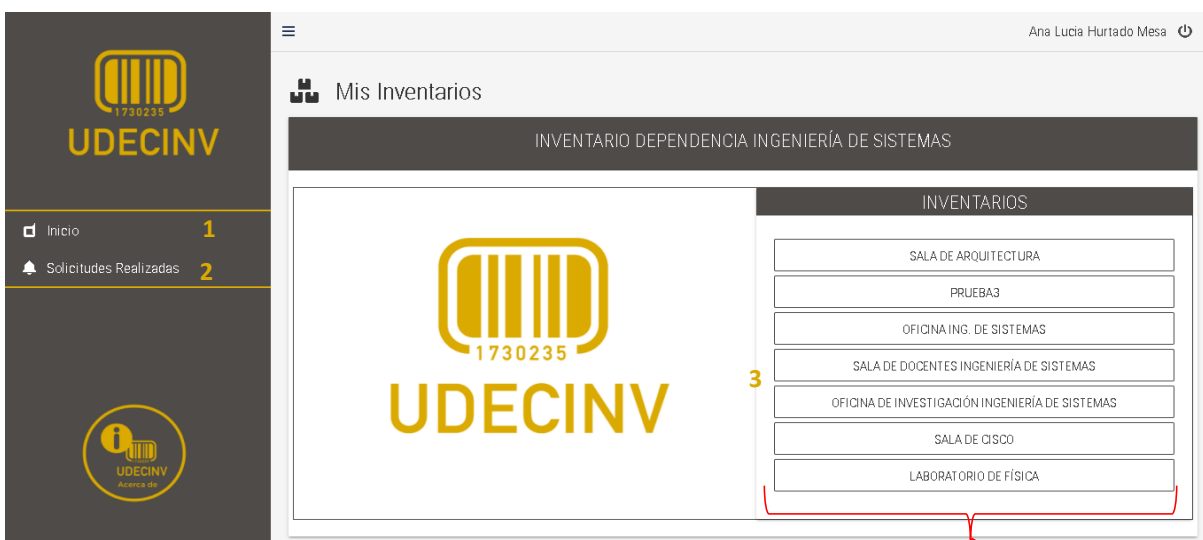 Ana Lucia Hurtado Mesa
1730235
UDECINV
Mis Inventarios
INVENTARIO DEPENDENCIA INGENIERÍA DE SISTEMAS
INVENTARIOS
Inicio 1
Solicitudes Realizadas 2
1730235
UDECINV
3
SALA DE ARQUITECTURA
PRUEBA3
OFICINA ING. DE SISTEMAS
SALA DE DOCENTES INGENIERÍA DE SISTEMAS
OFICINA DE INVESTIGACIÓN INGENIERÍA DE SISTEMAS
SALA DE CISCO
LABORATORIO DE FÍSICA
i
UDECINV
Acerca de